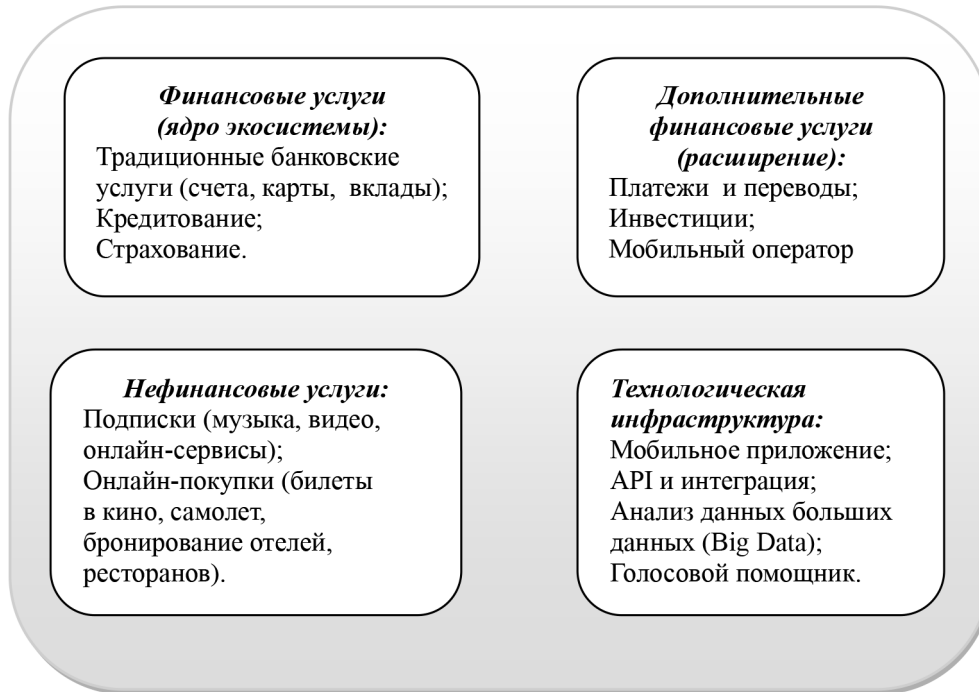 Финансовые услуги
(ядро экосистемы):
Традиционные банковские
услуги (счета, карты, вклады);
Кредитование;
Страхование.
Дополнительные
финансовые услуги
(расширение):
Платежи и переводы;
Инвестиции;
Мобильный оператор
Нефинансовые услуги:
Подписки (музыка, видео,
онлайн-сервисы);
Онлайн-покупки (билеты
в кино, самолет,
бронирование отелей,
ресторанов).
Технологическая
инфраструктура:
Мобильное приложение;
API и интеграция;
Анализ данных больших
данных (Big Data);
Голосовой помощник.